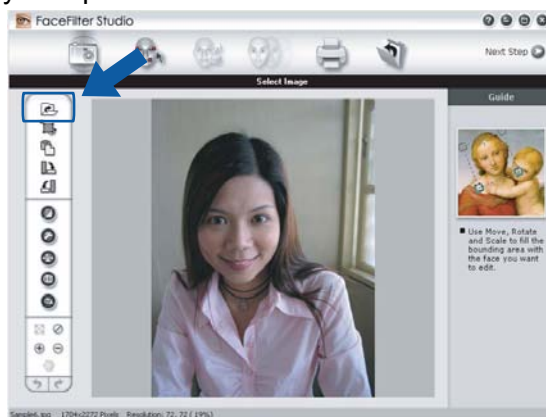 FaceFilter Studio
Next Step
Select Image
Guide
Use Move, Rotate
and Scale to fill the
bounding area with
the face you want
to edit.
Sample6.jpg 1704x2272 Pixels Resolution: 72, 72 ( 19%)